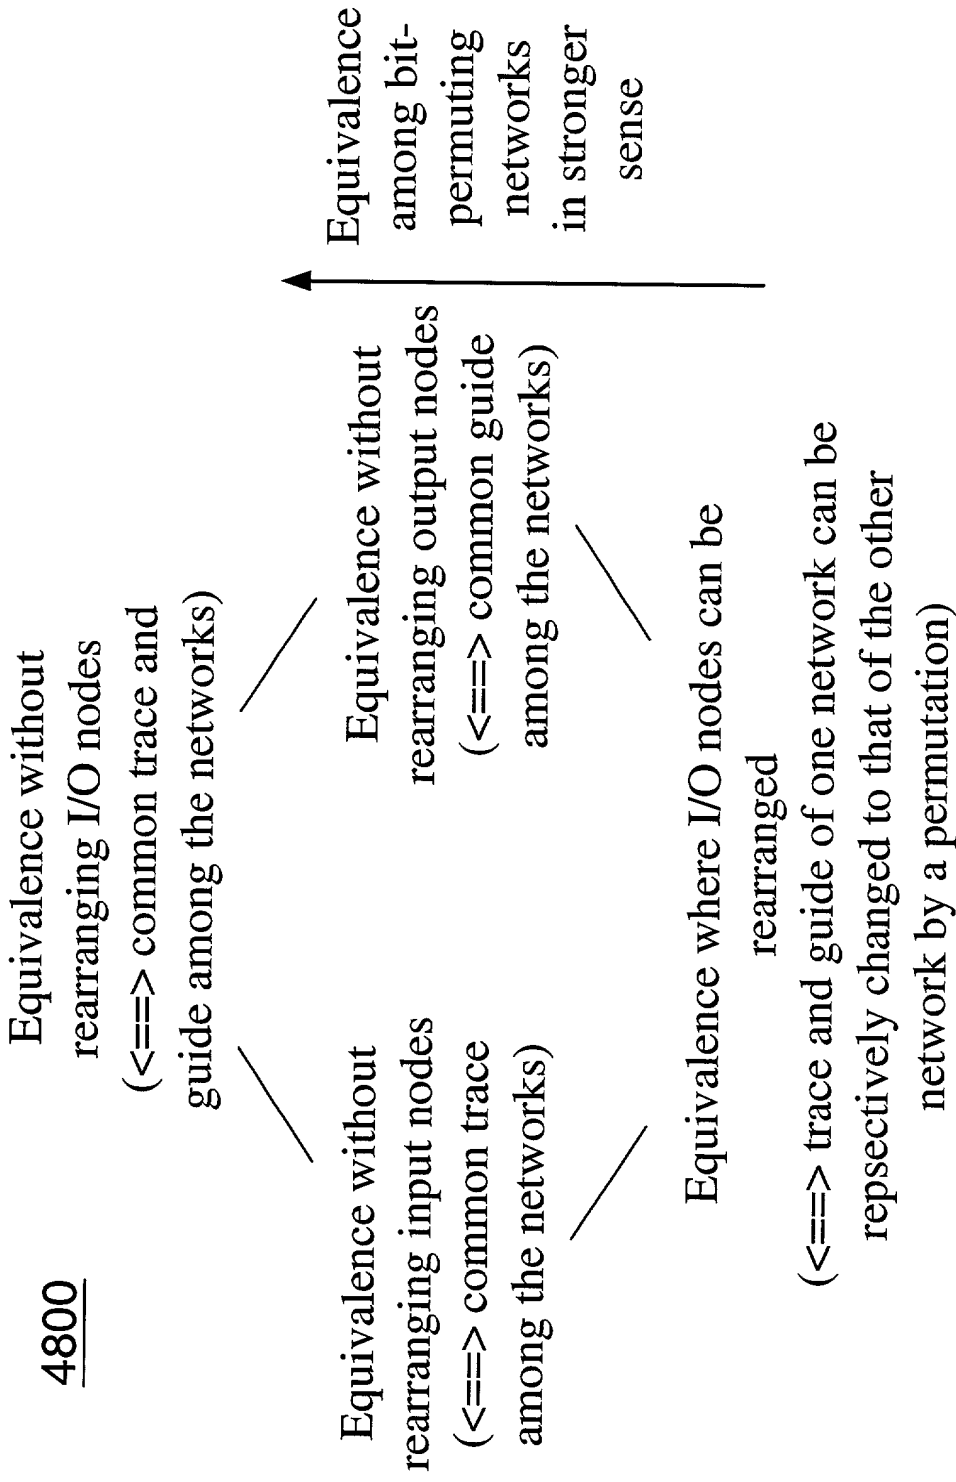 4800
Equivalence without
rearranging I/O nodes
(<==> common trace and
guide among the networks)
Equivalence without
rearranging input nodes
(<==> common trace
among the networks)
Equivalence without
rearranging output nodes
(<==> common guide
among the networks)
Equivalence
among bit-
permuting
networks
in stronger
sense
Equivalence where I/O nodes can be
rearranged
(<==> trace and guide of one network can be
repsectively changed to that of the other
network by a permutation)